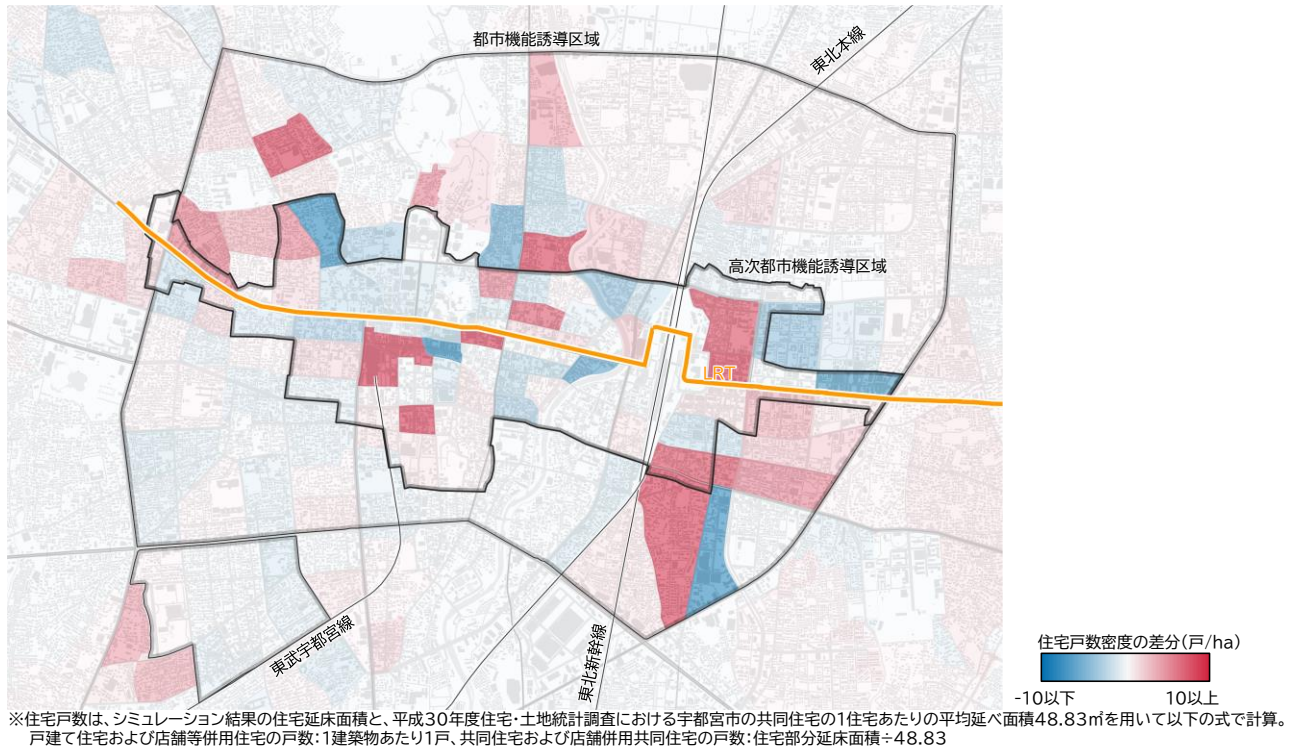 都市機能誘導区域
東北本線
高次都市機能誘導区域
LRT
東武宇都宮線
東北新幹線
住宅戸数密度の差分(戸/ha)
-10以下
10以上
※住宅戸数は、シミュレーション結果の住宅延床面積と、平成30年度住宅・土地統計調査における宇都宮市の共同住宅の1住宅あたりの平均延べ面積48.83㎡を用いて以下の式で計算。
戸建て住宅および店舗等併用住宅の戸数:1建築物あたり1戸、共同住宅および店舗併用共同住宅の戸数:住宅部分延床面積÷48.83